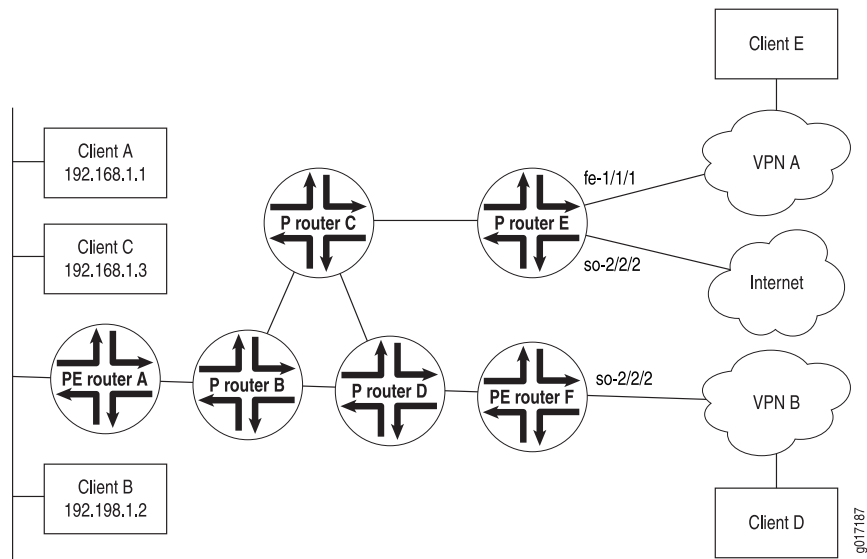 Client E
Client A
192.168.1.1
VPN A
fe-1/1/1
P router C
P router E
Client C
192.168.1.3
so-2/2/2
Internet
PE router A
P router B
P router D
PE router F
so-2/2/2
VPN B
Client B
192.198.1.2
Client D
g017187